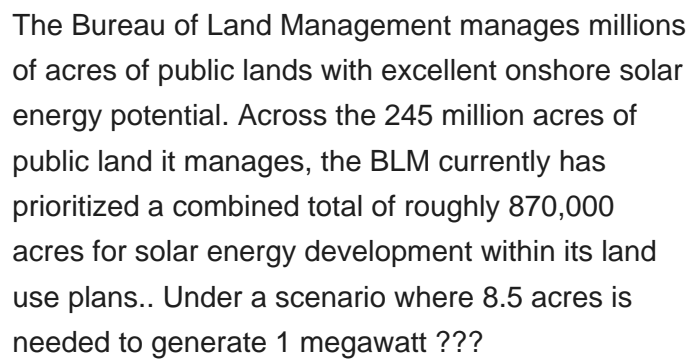 The Bureau of Land Management manages millions
of acres of public lands with excellent onshore solar
energy potential. Across the 245 million acres of
public land it manages, the BLM currently has
prioritized a combined total of roughly 870,000
acres for solar energy development within its land
use plans.. Under a scenario where 8.5 acres is
needed to generate 1 megawatt ???